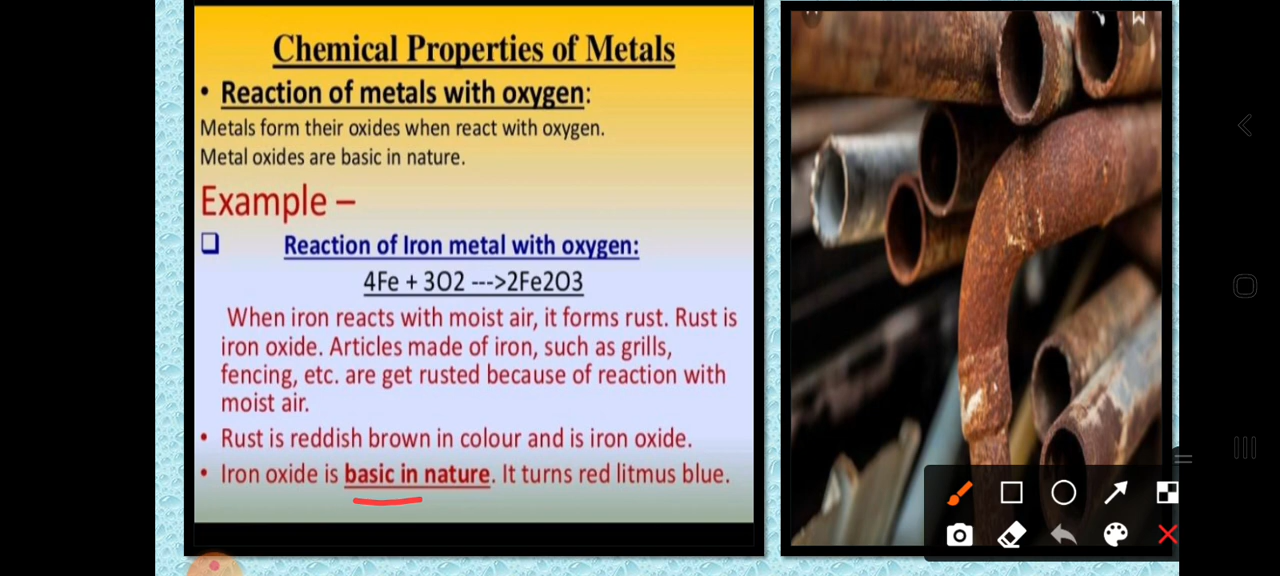 Chemical Properties of Metals
• Reaction of metals with oxygen:
Metals form their oxides when react with oxygen.
Metal oxides are basic in nature.
Example –
❑ Reaction of Iron metal with oxygen:
4Fe + 3O2 --->2Fe2O3
When iron reacts with moist air, it forms rust. Rust is
iron oxide. Articles made of iron, such as grills,
fencing, etc. are get rusted because of reaction with
moist air.
• Rust is reddish brown in colour and is iron oxide.
• Iron oxide is basic in nature. It turns red litmus blue.